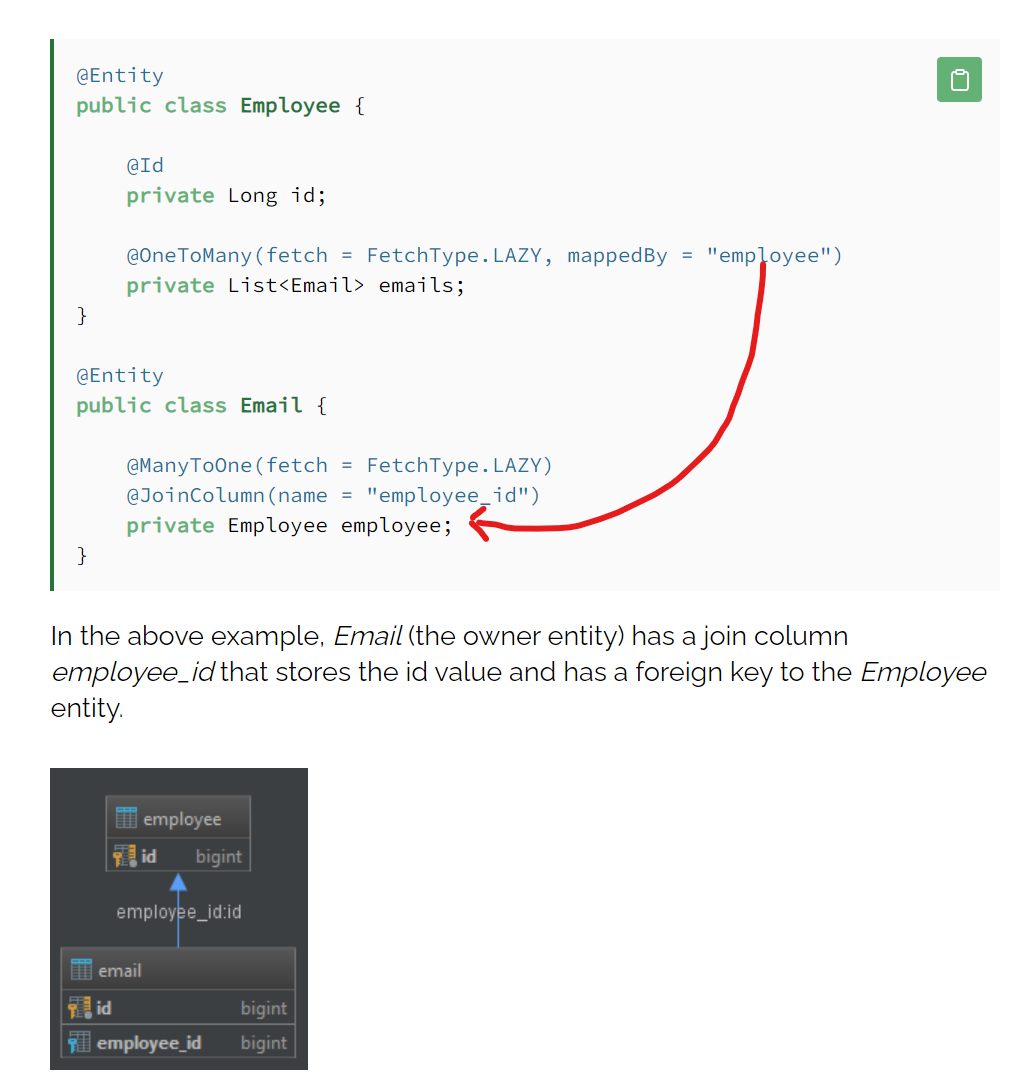 @Entity
public class Employee {
@Id
private Long id;
@OneToMany(fetch = FetchType.LAZY, mappedBy = "employee")
private List<Email> emails;
}
@Entity
public class Email {
@ManyToOne(fetch = FetchType.LAZY)
@JoinColumn(name = "employee_id")
private Employee employee;
}
In the above example, Email (the owner entity) has a join column
employee_id that stores the id value and has a foreign key to the Employee
entity.
employee
id bigint
employee_id:id
email
id bigint
employee_id bigint